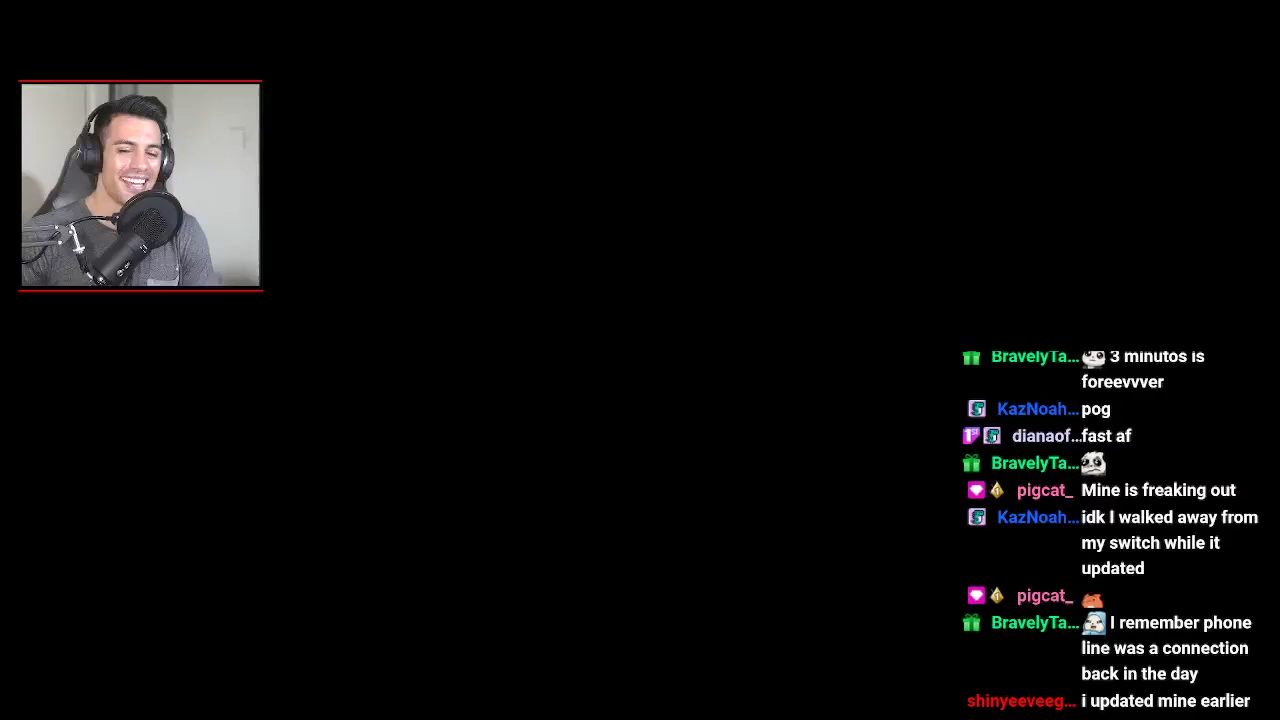 BravelyTa... 3 minutos is
foreevvver
KazNoah... pog
dianaof... fast af
BravelyTa...
pigcat_ Mine is freaking out
KazNoah... idk I walked away from
my switch while it
updated
pigcat_
BravelyTa... I remember phone
line was a connection
back in the day
shinyeeveeg... i updated mine earlier